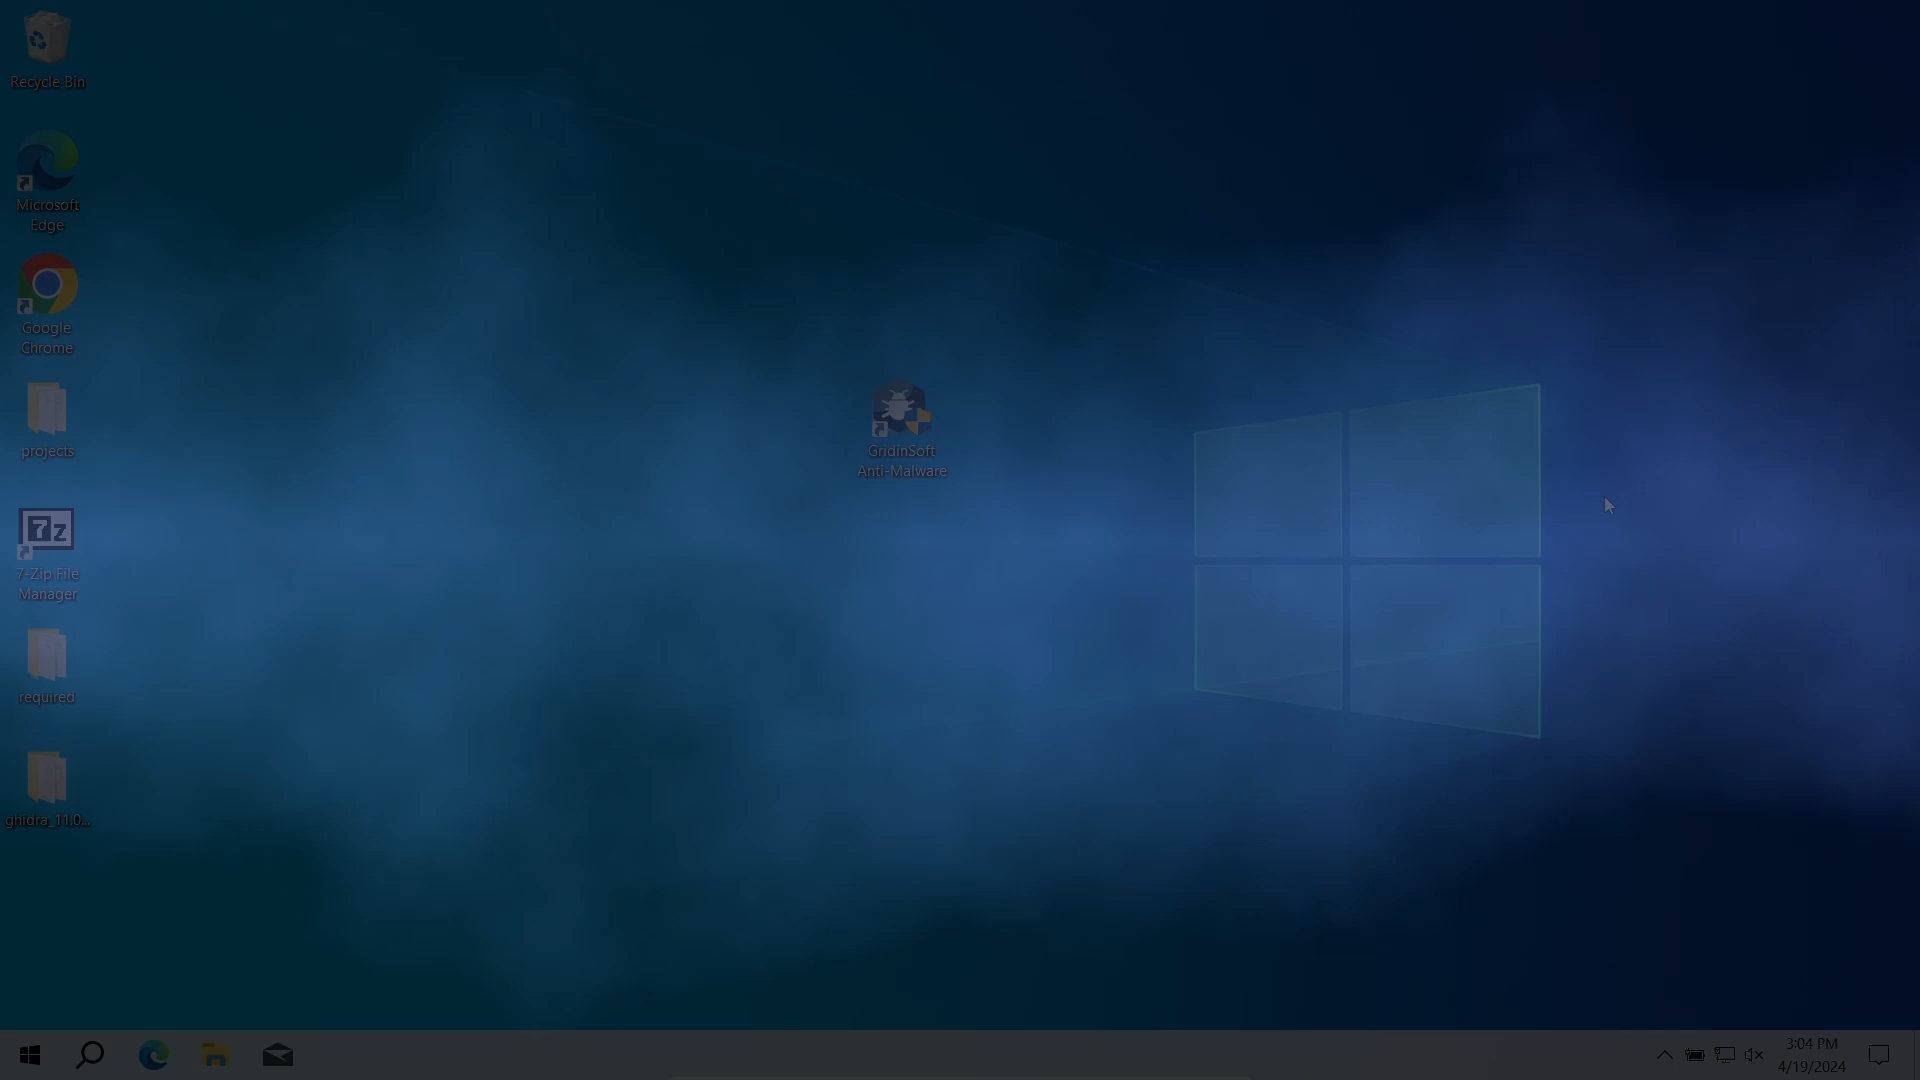 Recycle Bin
Microsoft
Edge
Google
Chrome
projects
7z
7-Zip File
Manager
required
ghidra_11.0...
GridinSoft
Anti-Malware
3:04 PM
4/19/2024